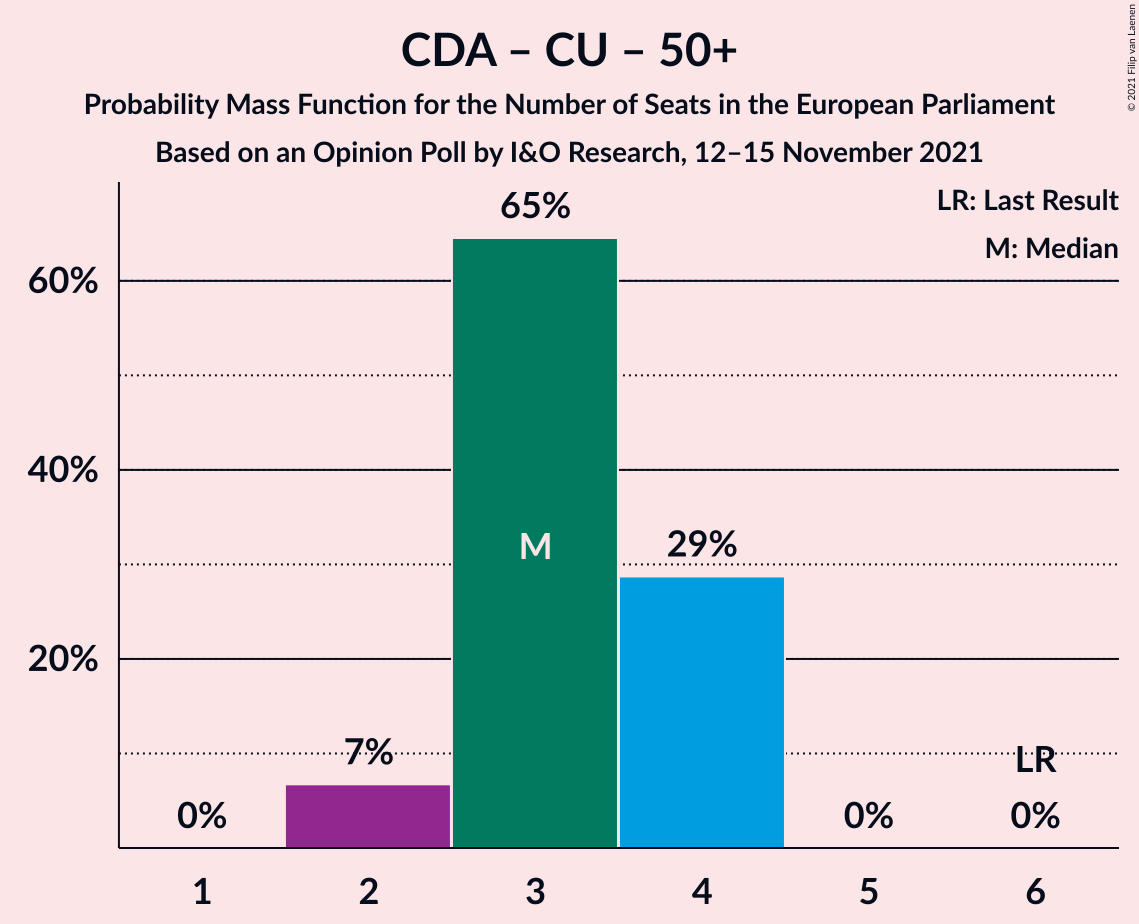 CDA – CU – 50+
Probability Mass Function for the Number of Seats in the European Parliament
Based on an Opinion Poll by I&O Research, 12–15 November 2021
© 2021 Filip van Laenen
LR: Last Result
M: Median
65%
60%
40%
29%
M
20%
7%
LR
0%
0%
0%
1
2
3
4
5
6